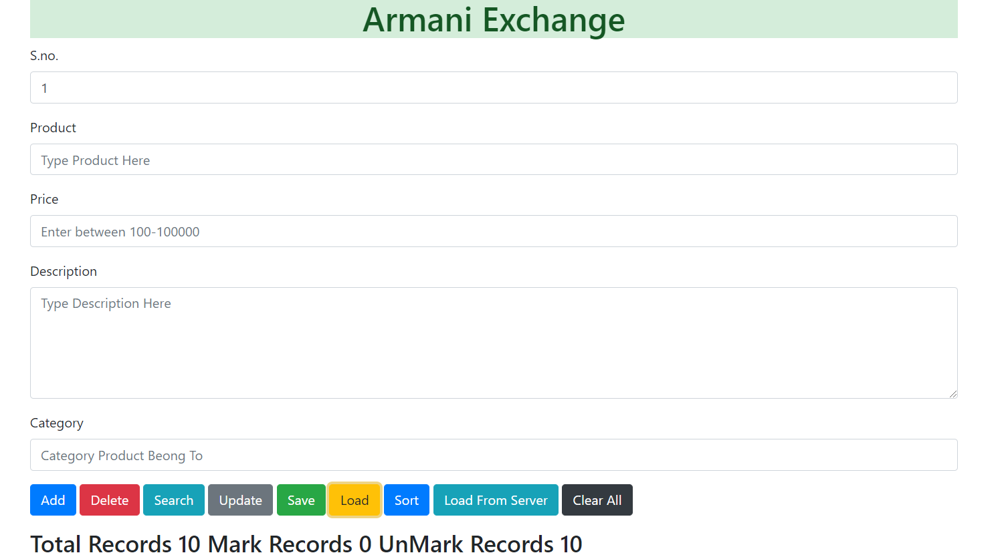 Armani Exchange
S.no.
1
Product
Type Product Here
Price
Enter between 100-100000
Description
Type Description Here
Category
Category Product Beong To
Add Delete Search Update Save Load Sort Load From Server Clear All
Total Records 10 Mark Records 0 UnMark Records 10